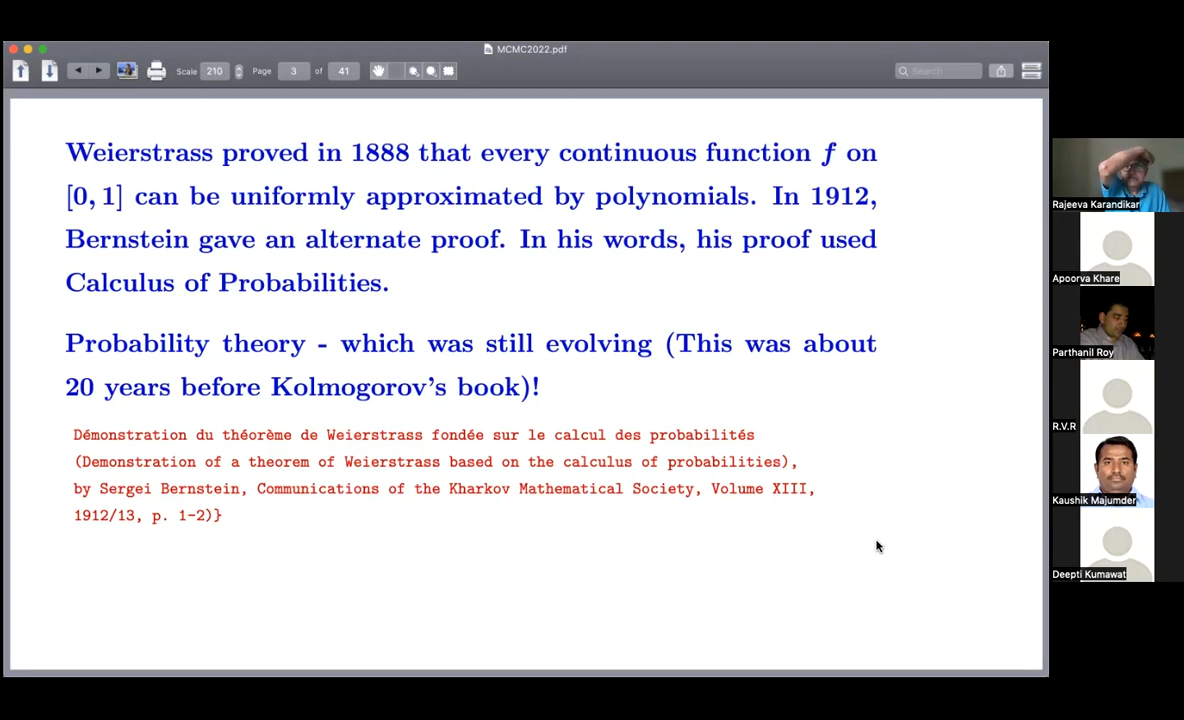 MCMC2022.pdf
Scale 210 Page 3 of 41 Search
Weierstrass proved in 1888 that every continuous function f on
[0, 1] can be uniformly approximated by polynomials. In 1912,
Bernstein gave an alternate proof. In his words, his proof used
Calculus of Probabilities.
Probability theory - which was still evolving (This was about
20 years before Kolmogorov's book)!
Démonstration du théorème de Weierstrass fondée sur le calcul des probabilités
(Demonstration of a theorem of Weierstrass based on the calculus of probabilities),
by Sergei Bernstein, Communications of the Kharkov Mathematical Society, Volume XIII,
1912/13, p. 1-2)}
Rajeeva Karandikar
Apoorva Khare
Parthanil Roy
R.V.R
Kaushik Majumder
Deepti Kumawat